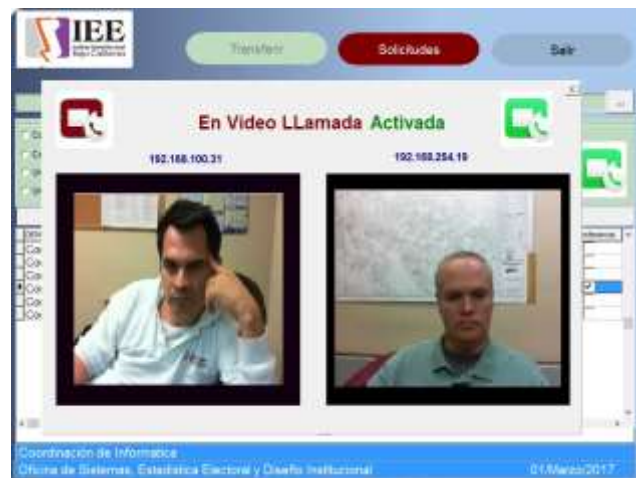 IEE
Transferir
Solicitudes
Salir
En Video LLamada Activada
192.168.100.31
192.168.254.19
Coordinación de Informatica
Oficina de Sistemas, Estadistica Electoral y Diseño Institucional
01/Marzo/2017